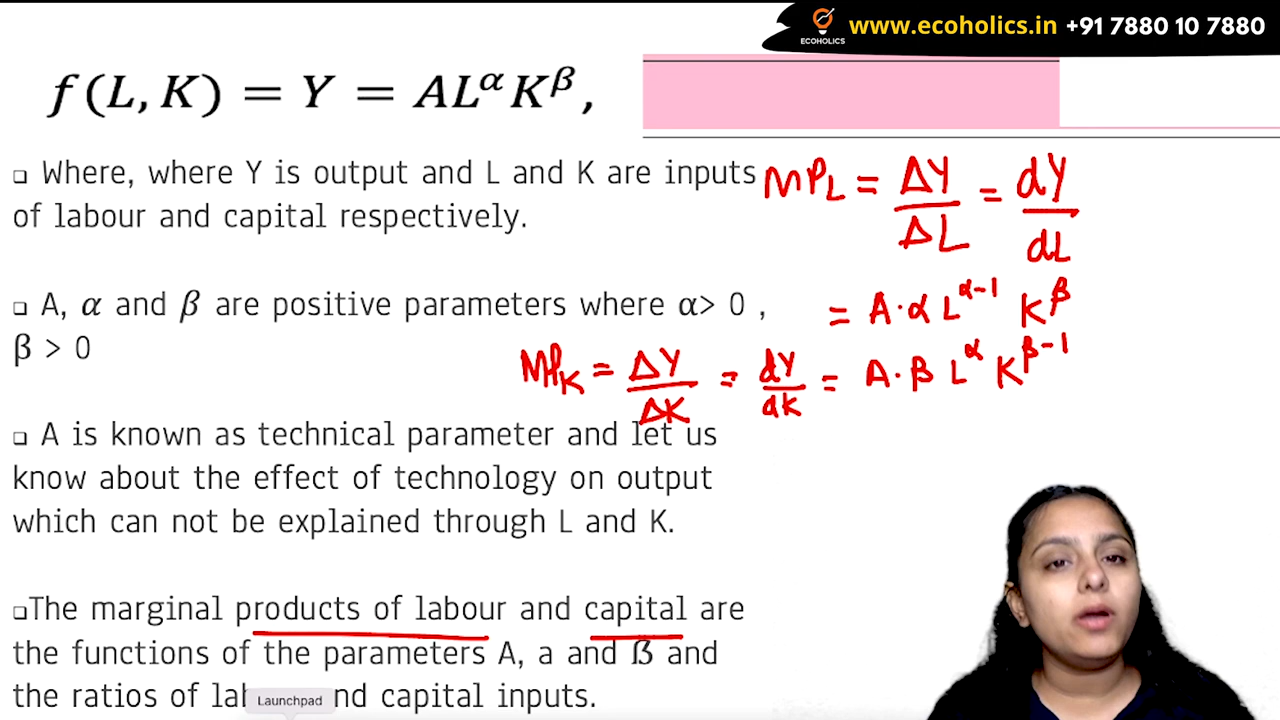 www.ecoholics.in +91 7880 10 7880
ECOHOLICS
f(L, K) = Y = AL^α K^β,
□ Where, where Y is output and L and K are inputs
of labour and capital respectively.
MP_L = ΔY/ΔL = dY/dL
= A·α L^α-1 K^β
□ A, α and β are positive parameters where α> 0 ,
β > 0
MP_K = ΔY/ΔK = dY/dK = A·β L^α K^β-1
□ A is known as technical parameter and let us
know about the effect of technology on output
which can not be explained through L and K.
□The marginal products of labour and capital are
the functions of the parameters A, a and ß and
the ratios of la nd capital inputs.
Launchpad